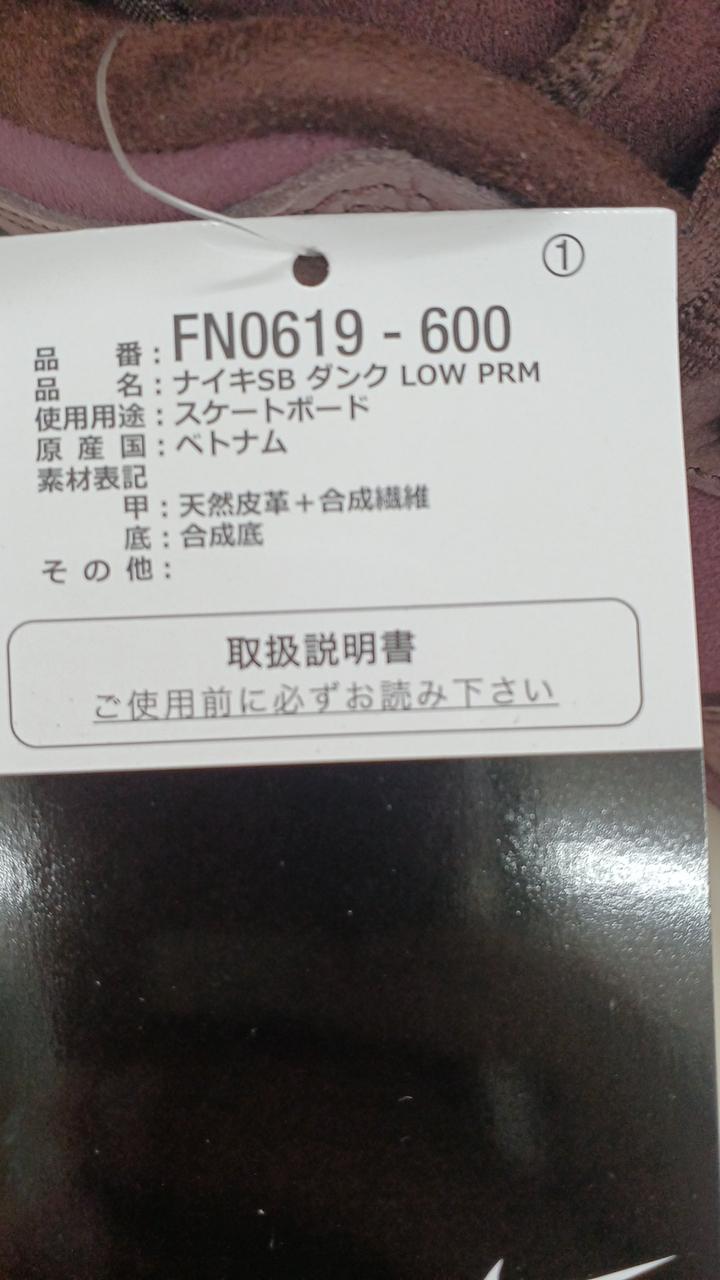 ①
品 番：FN0619 - 600
品 名：ナイキSB ダンク LOW PRM
使用用途：スケートボード
原産国：ベトナム
素材表記
甲：天然皮革＋合成繊維
底：合成底
その他：
取扱説明書
ご使用前に必ずお読み下さい